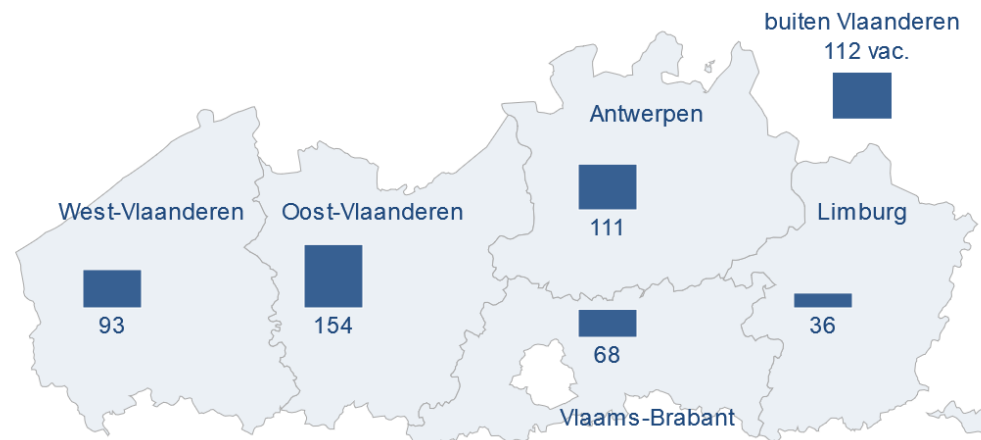 buiten Vlaanderen
112 vac.
Antwerpen
111
West-Vlaanderen
93
Oost-Vlaanderen
154
Limburg
36
68
Vlaams-Brabant